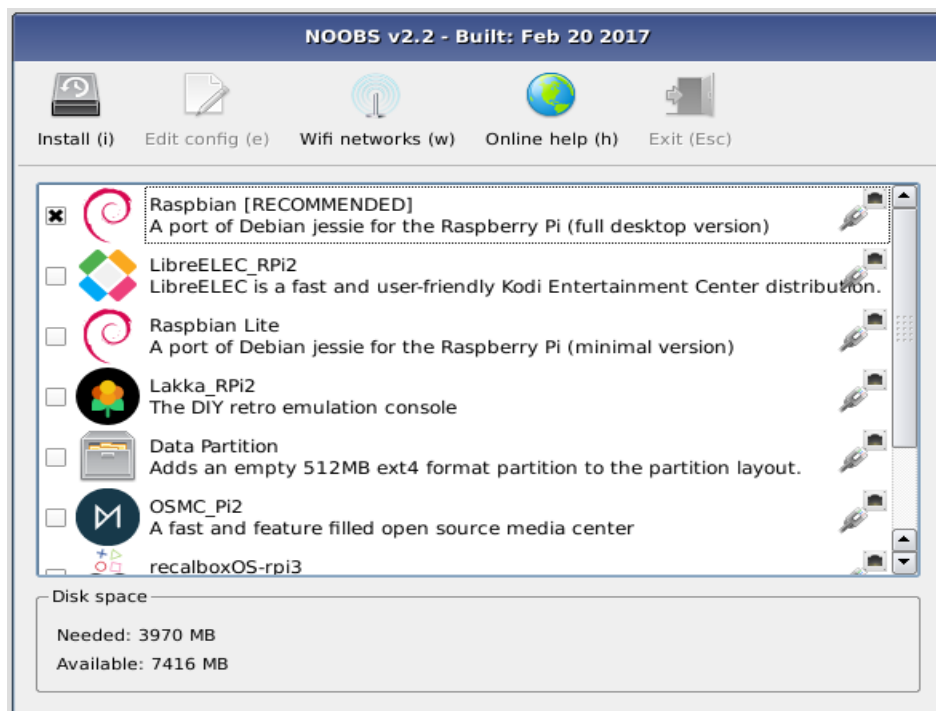 NOOBS v2.2 - Built: Feb 20 2017
Install (i)
Edit config (e)
Wifi networks (w)
Online help (h)
Exit (Esc)
Raspbian [RECOMMENDED]
A port of Debian jessie for the Raspberry Pi (full desktop version)
LibreELEC_RPi2
LibreELEC is a fast and user-friendly Kodi Entertainment Center distribution.
Raspbian Lite
A port of Debian jessie for the Raspberry Pi (minimal version)
Lakka_RPi2
The DIY retro emulation console
Data Partition
Adds an empty 512MB ext4 format partition to the partition layout.
OSMC_Pi2
A fast and feature filled open source media center
recalboxOS-rpi3
Disk space
Needed: 3970 MB
Available: 7416 MB